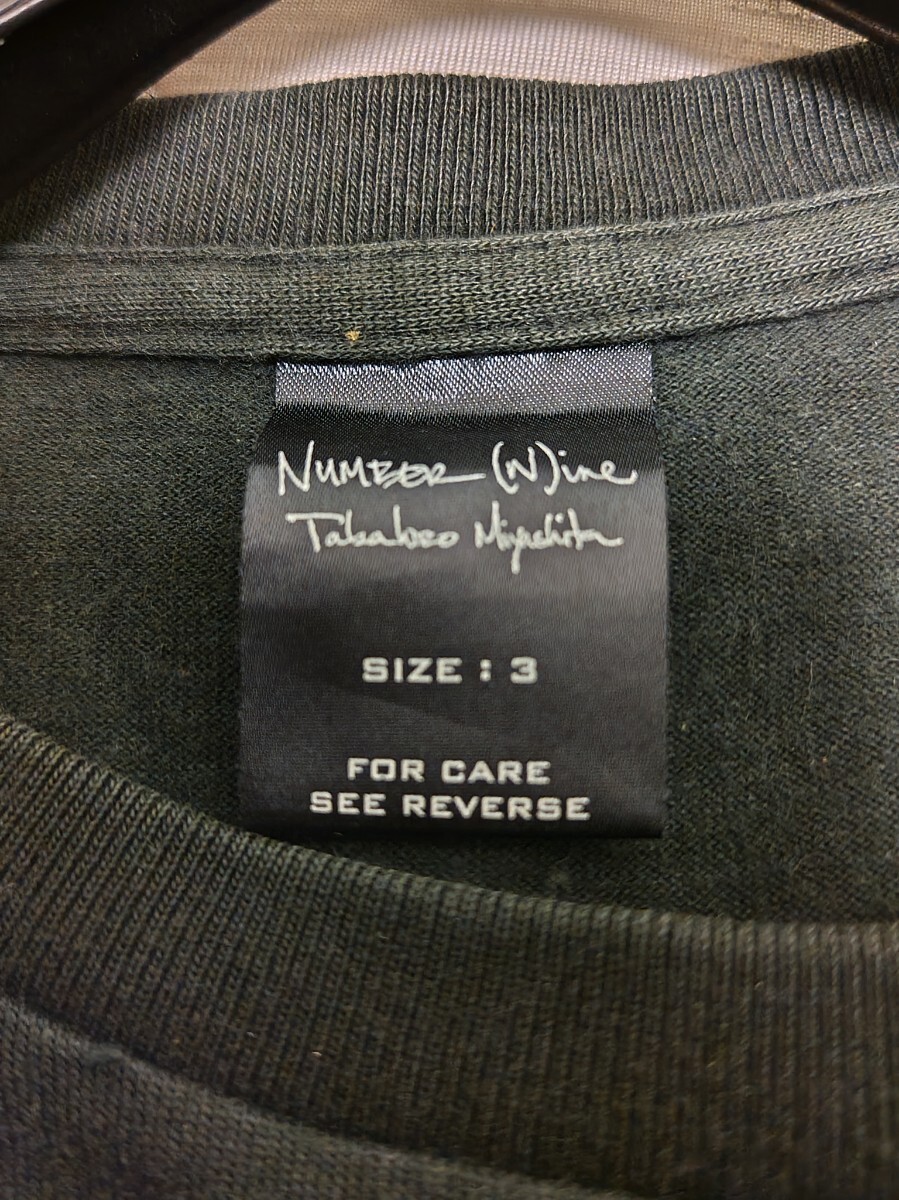 NUMBER (N)ine
Takahiro Miyashita
SIZE : 3
FOR CARE
SEE REVERSE